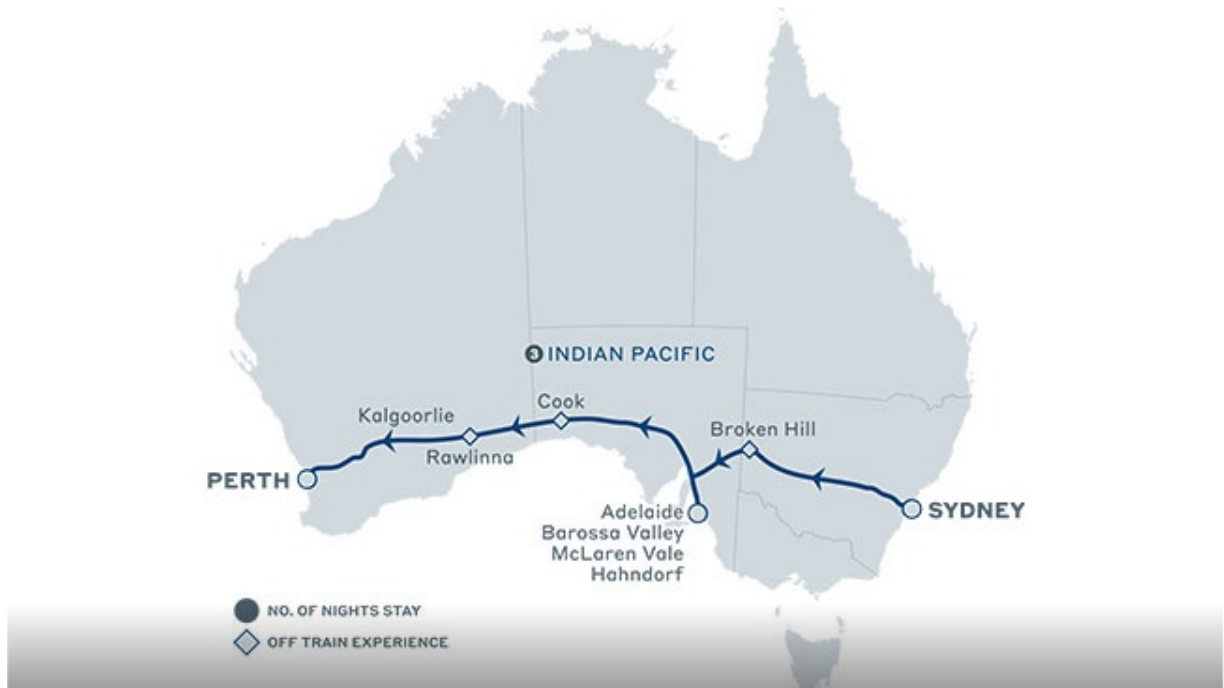 3 INDIAN PACIFIC
Cook
Kalgoorlie
Broken Hill
Rawlinna
PERTH
SYDNEY
Adelaide
Barossa Valley
McLaren Vale
Hahndorf
NO. OF NIGHTS STAY
OFF TRAIN EXPERIENCE